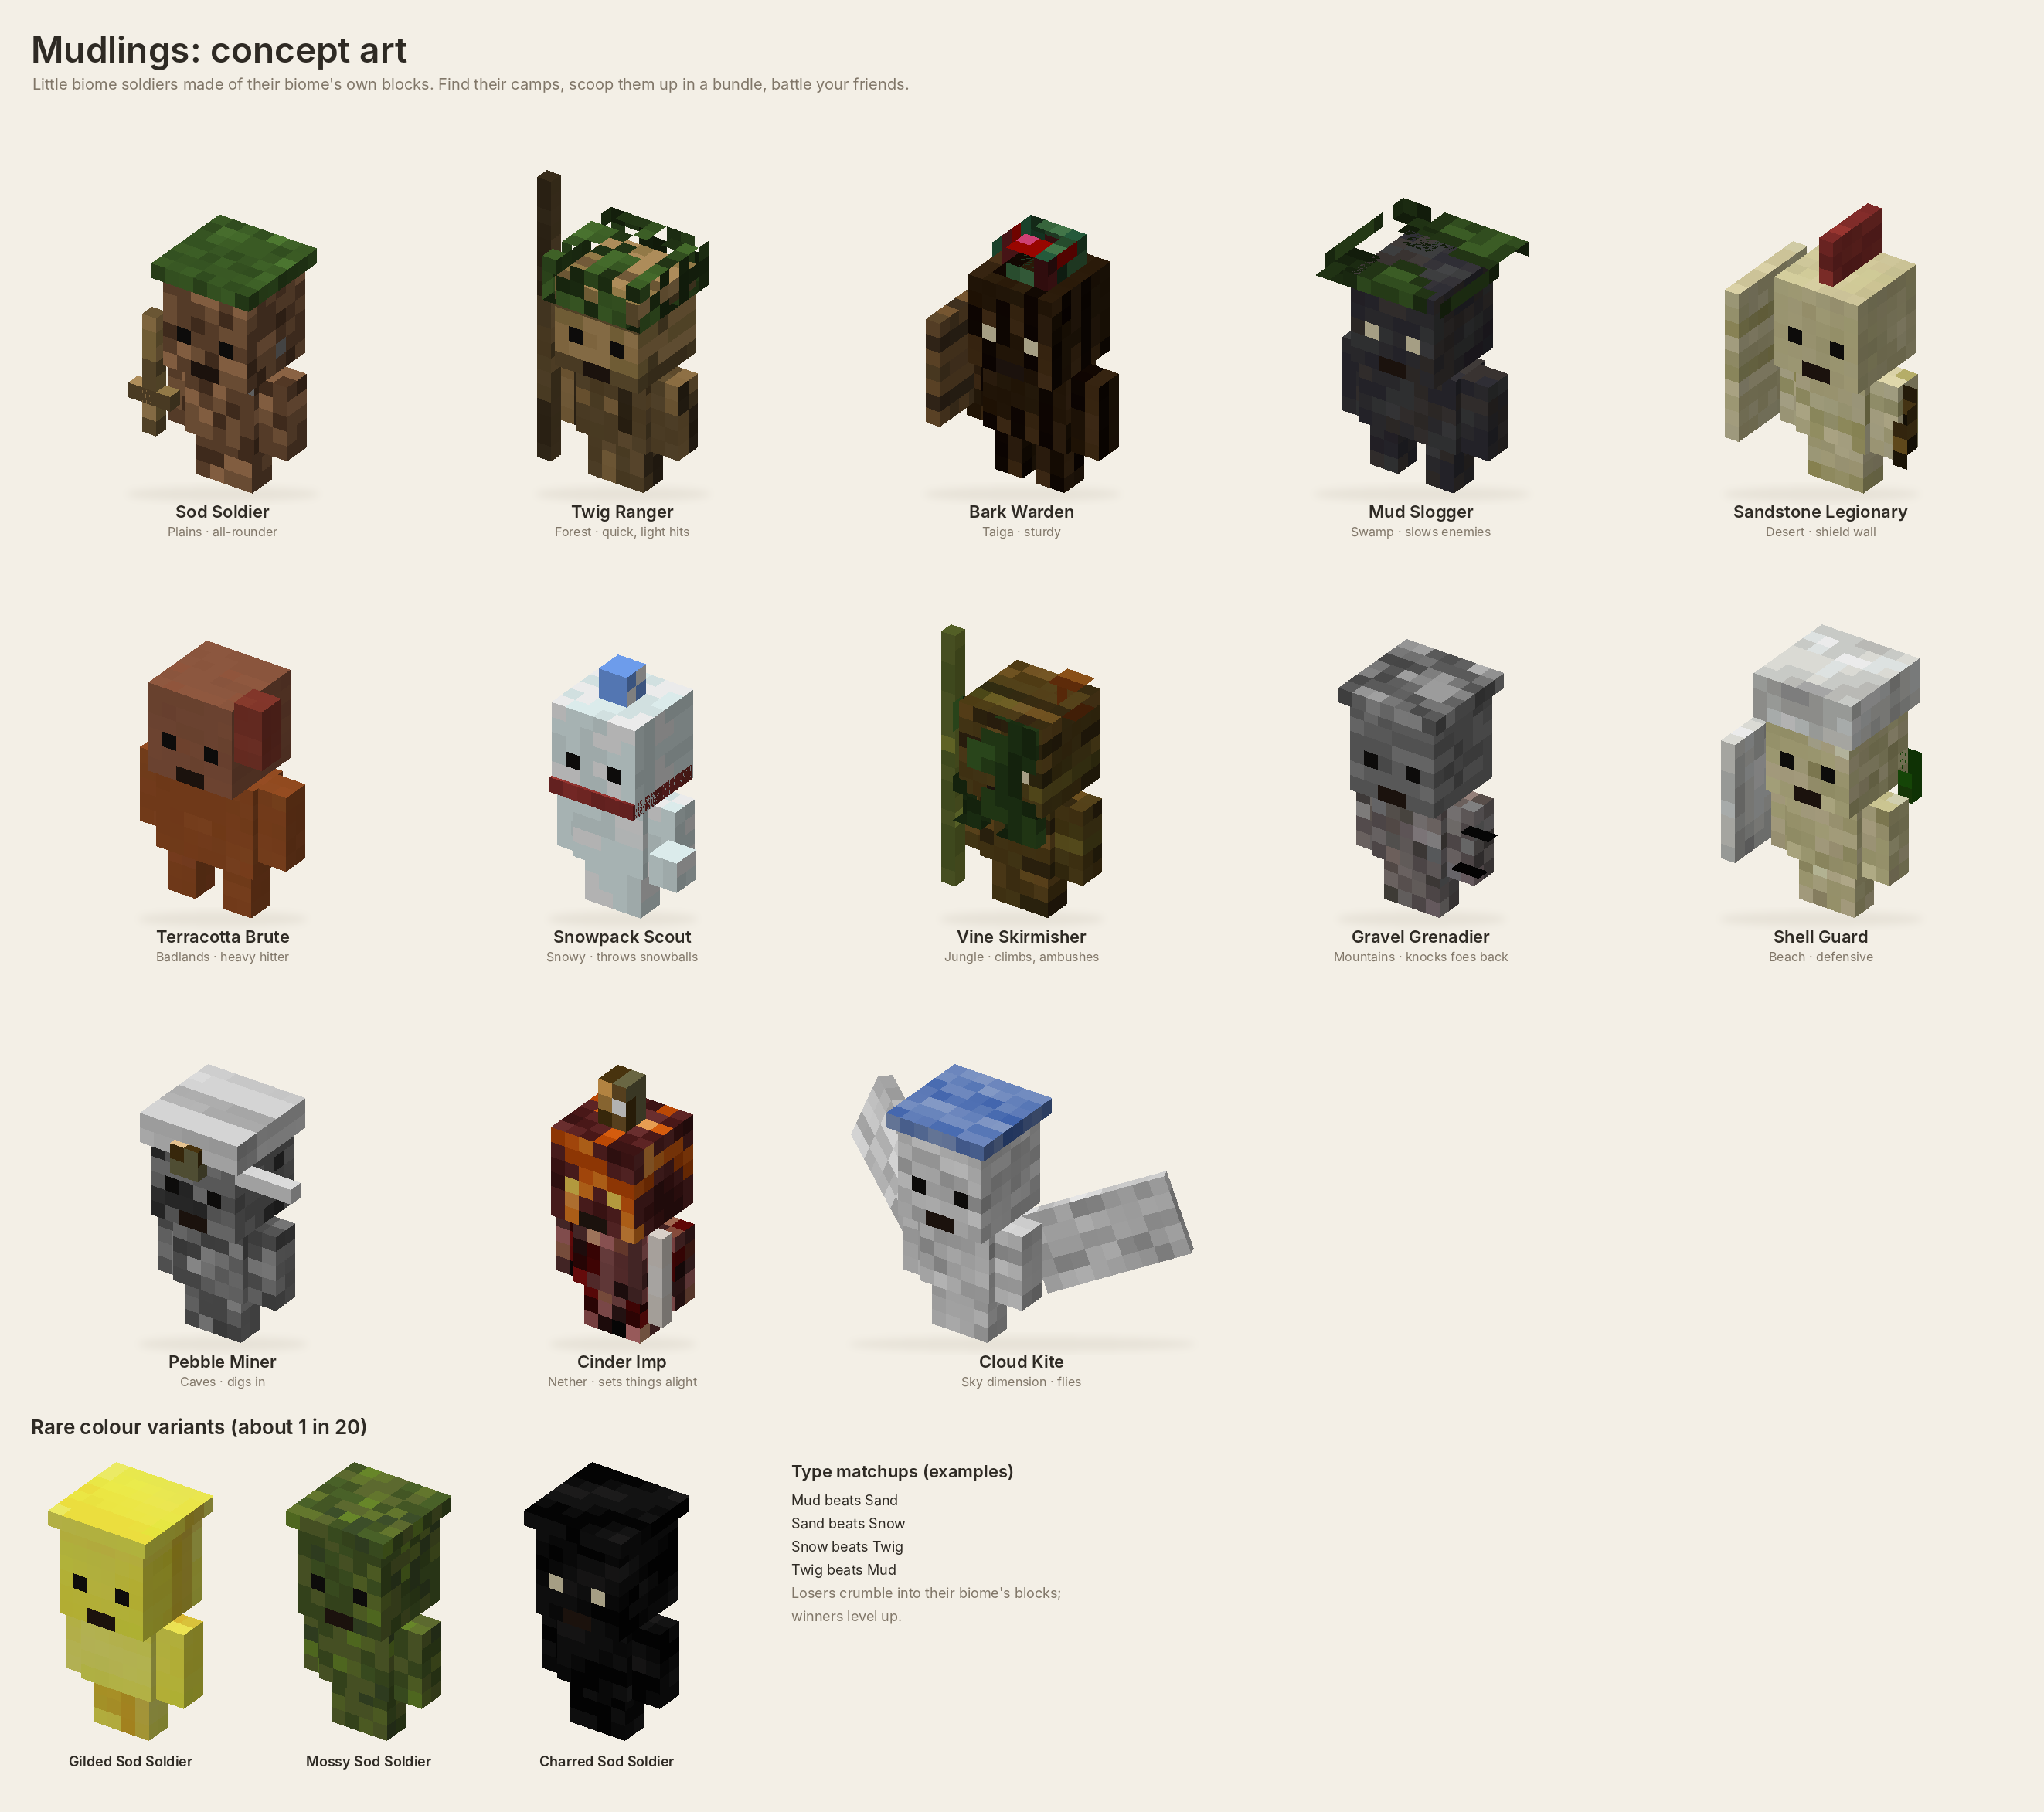 Mudlings: concept art
Little biome soldiers made of their biome's own blocks. Find their camps, scoop them up in a bundle, battle your friends.
Sod Soldier
Plains · all-rounder
Twig Ranger
Forest · quick, light hits
Bark Warden
Taiga · sturdy
Mud Slogger
Swamp · slows enemies
Sandstone Legionary
Desert · shield wall
Terracotta Brute
Badlands · heavy hitter
Snowpack Scout
Snowy · throws snowballs
Vine Skirmisher
Jungle · climbs, ambushes
Gravel Grenadier
Mountains · knocks foes back
Shell Guard
Beach · defensive
Pebble Miner
Caves · digs in
Cinder Imp
Nether · sets things alight
Cloud Kite
Sky dimension · flies
Rare colour variants (about 1 in 20)
Gilded Sod Soldier
Mossy Sod Soldier
Charred Sod Soldier
Type matchups (examples)
Mud beats Sand
Sand beats Snow
Snow beats Twig
Twig beats Mud
Losers crumble into their biome's blocks;
winners level up.